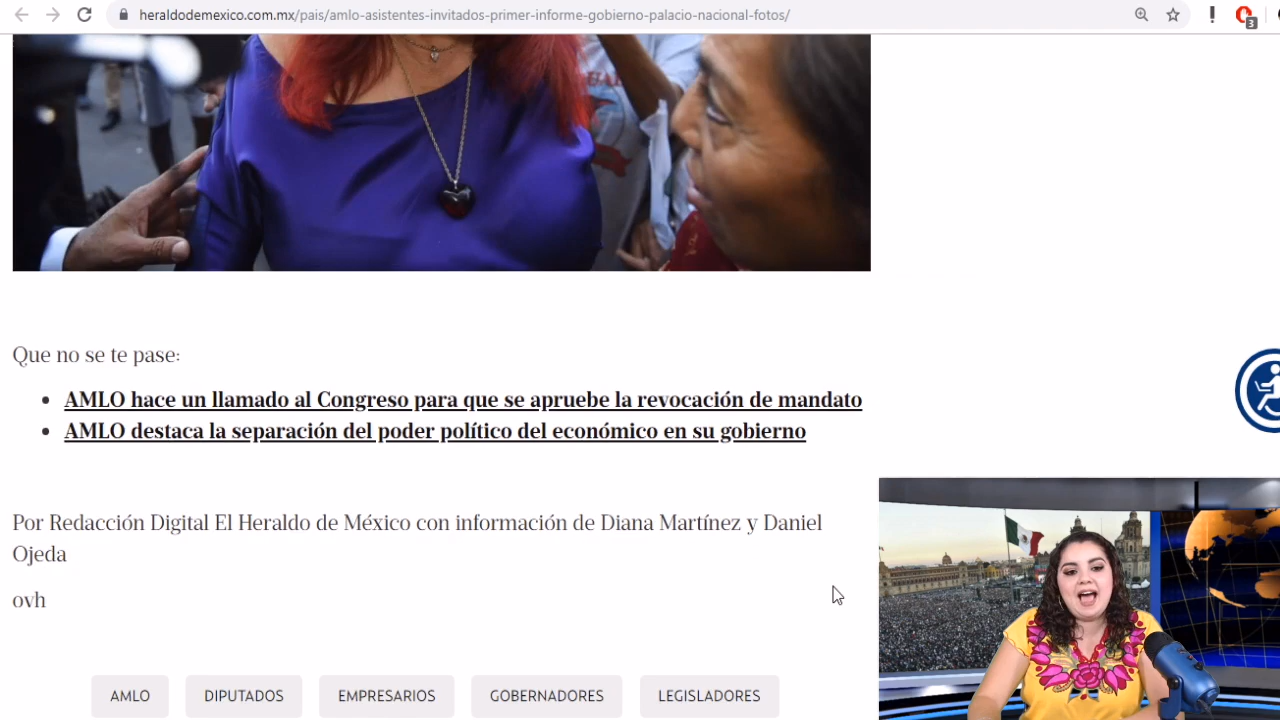 heraldodemexico.com.mx/pais/amlo-asistentes-invitados-primer-informe-gobierno-palacio-nacional-fotos/
3
Que no se te pase:
AMLO hace un llamado al Congreso para que se apruebe la revocación de mandato
AMLO destaca la separación del poder político del económico en su gobierno
Por Redacción Digital El Heraldo de México con información de Diana Martínez y Daniel
Ojeda
ovh
AMLO DIPUTADOS EMPRESARIOS GOBERNADORES LEGISLADORES